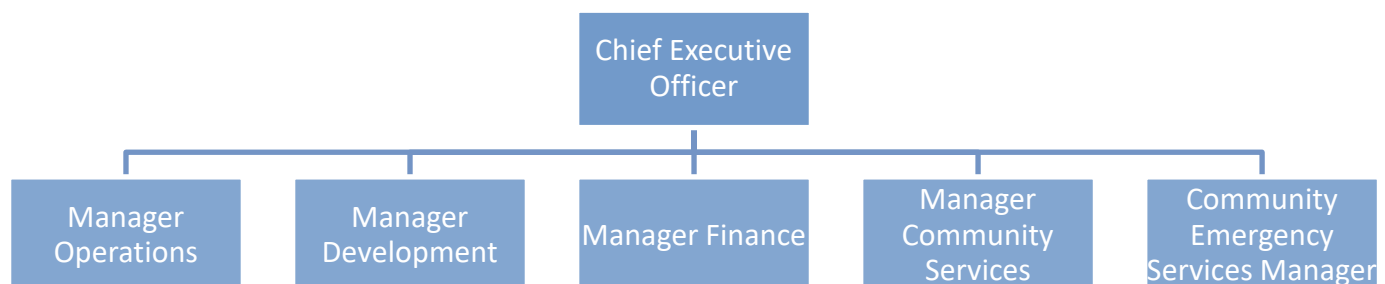 Chief Executive
Officer
Manager
Operations
Manager
Development
Manager Finance
Manager
Community
Services
Community
Emergency
Services Manager